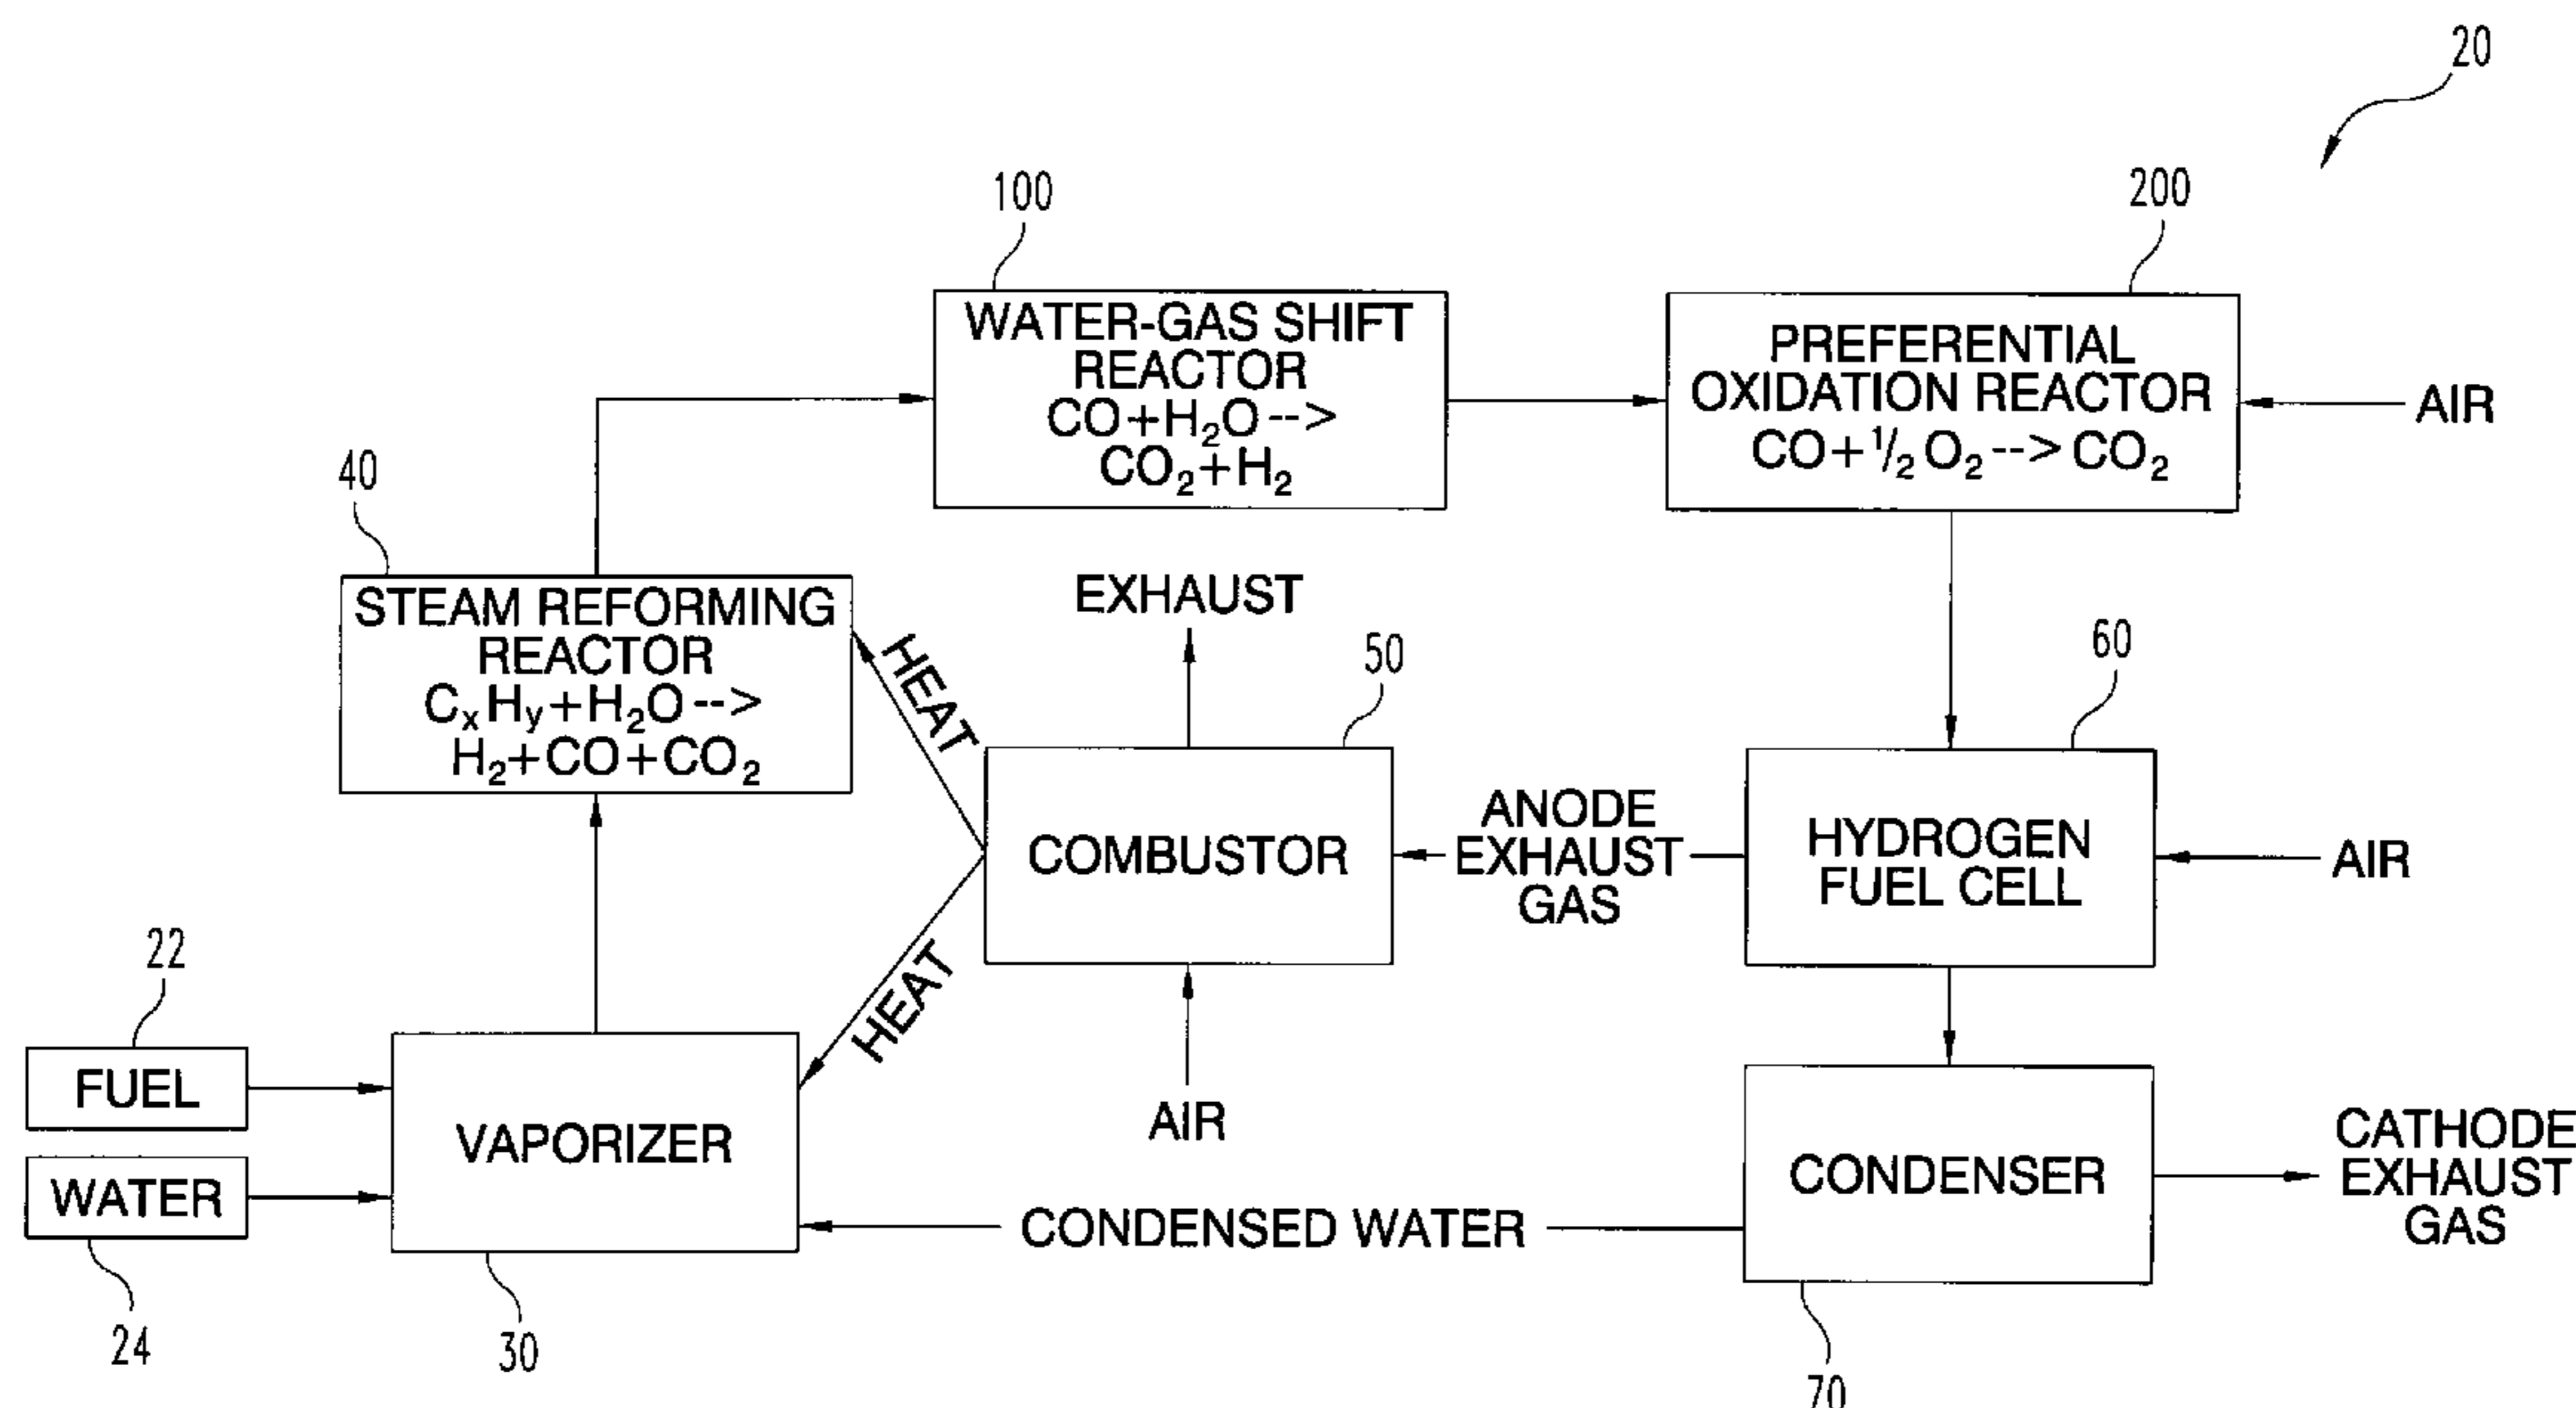 20
100
200
WATER-GAS SHIFT
REACTOR
CO+H₂O-->
CO₂+H₂
PREFERENTIAL
OXIDATION REACTOR
CO+½O₂-->CO₂
AIR
40
STEAM REFORMING
REACTOR
CₓHᵧ+H₂O-->
H₂+CO+CO₂
HEAT
EXHAUST
50
60
COMBUSTOR
ANODE
EXHAUST
GAS
HYDROGEN
FUEL CELL
AIR
22
FUEL
WATER
24
VAPORIZER
30
HEAT
AIR
CONDENSED WATER
CONDENSER
70
CATHODE
EXHAUST
GAS